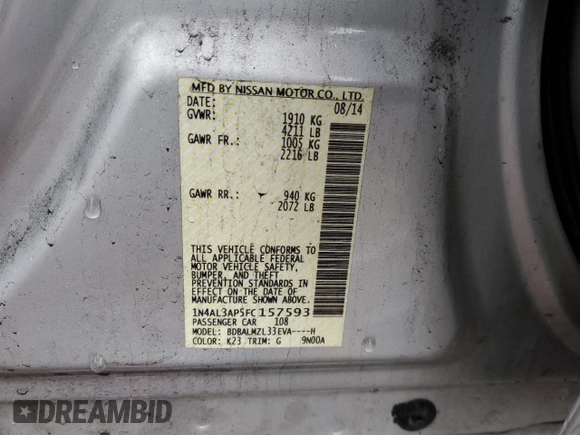 MFD BY NISSAN MOTOR CO., LTD.
DATE: 08/14
GVWR: 1910 KG
4211 LB
GAWR FR: 1005 KG
2216 LB
GAWR RR: 940 KG
2072 LB
THIS VEHICLE CONFORMS TO
ALL APPLICABLE FEDERAL
MOTOR VEHICLE SAFETY,
BUMPER, AND THEFT
PREVENTION STANDARDS IN
EFFECT ON THE DATE OF
MANUFACTURE SHOWN ABOVE.
1N4AL3AP5FC157593
PASSENGER CAR 108
MODEL: BDBALMZL33EVA----H
COLOR: K23 TRIM: G 9N00A
DREAMBID